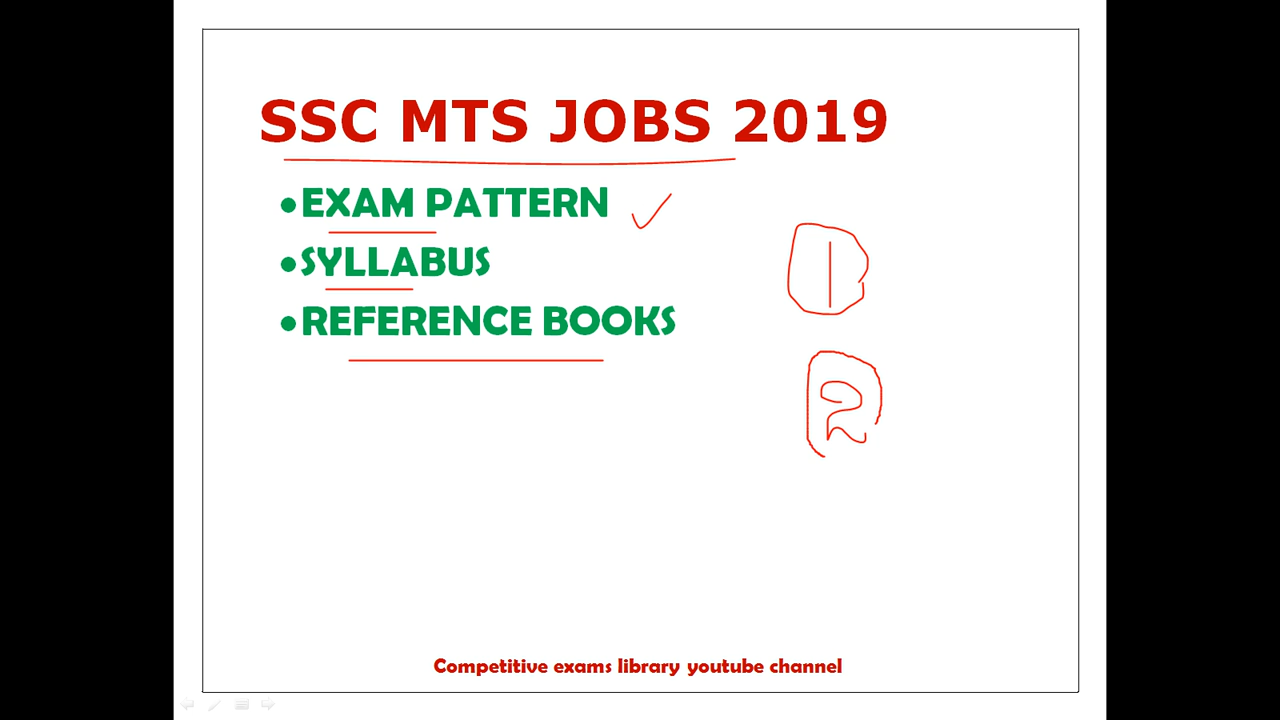 SSC MTS JOBS 2019
•EXAM PATTERN
•SYLLABUS
•REFERENCE BOOKS
1
2
Competitive exams library youtube channel